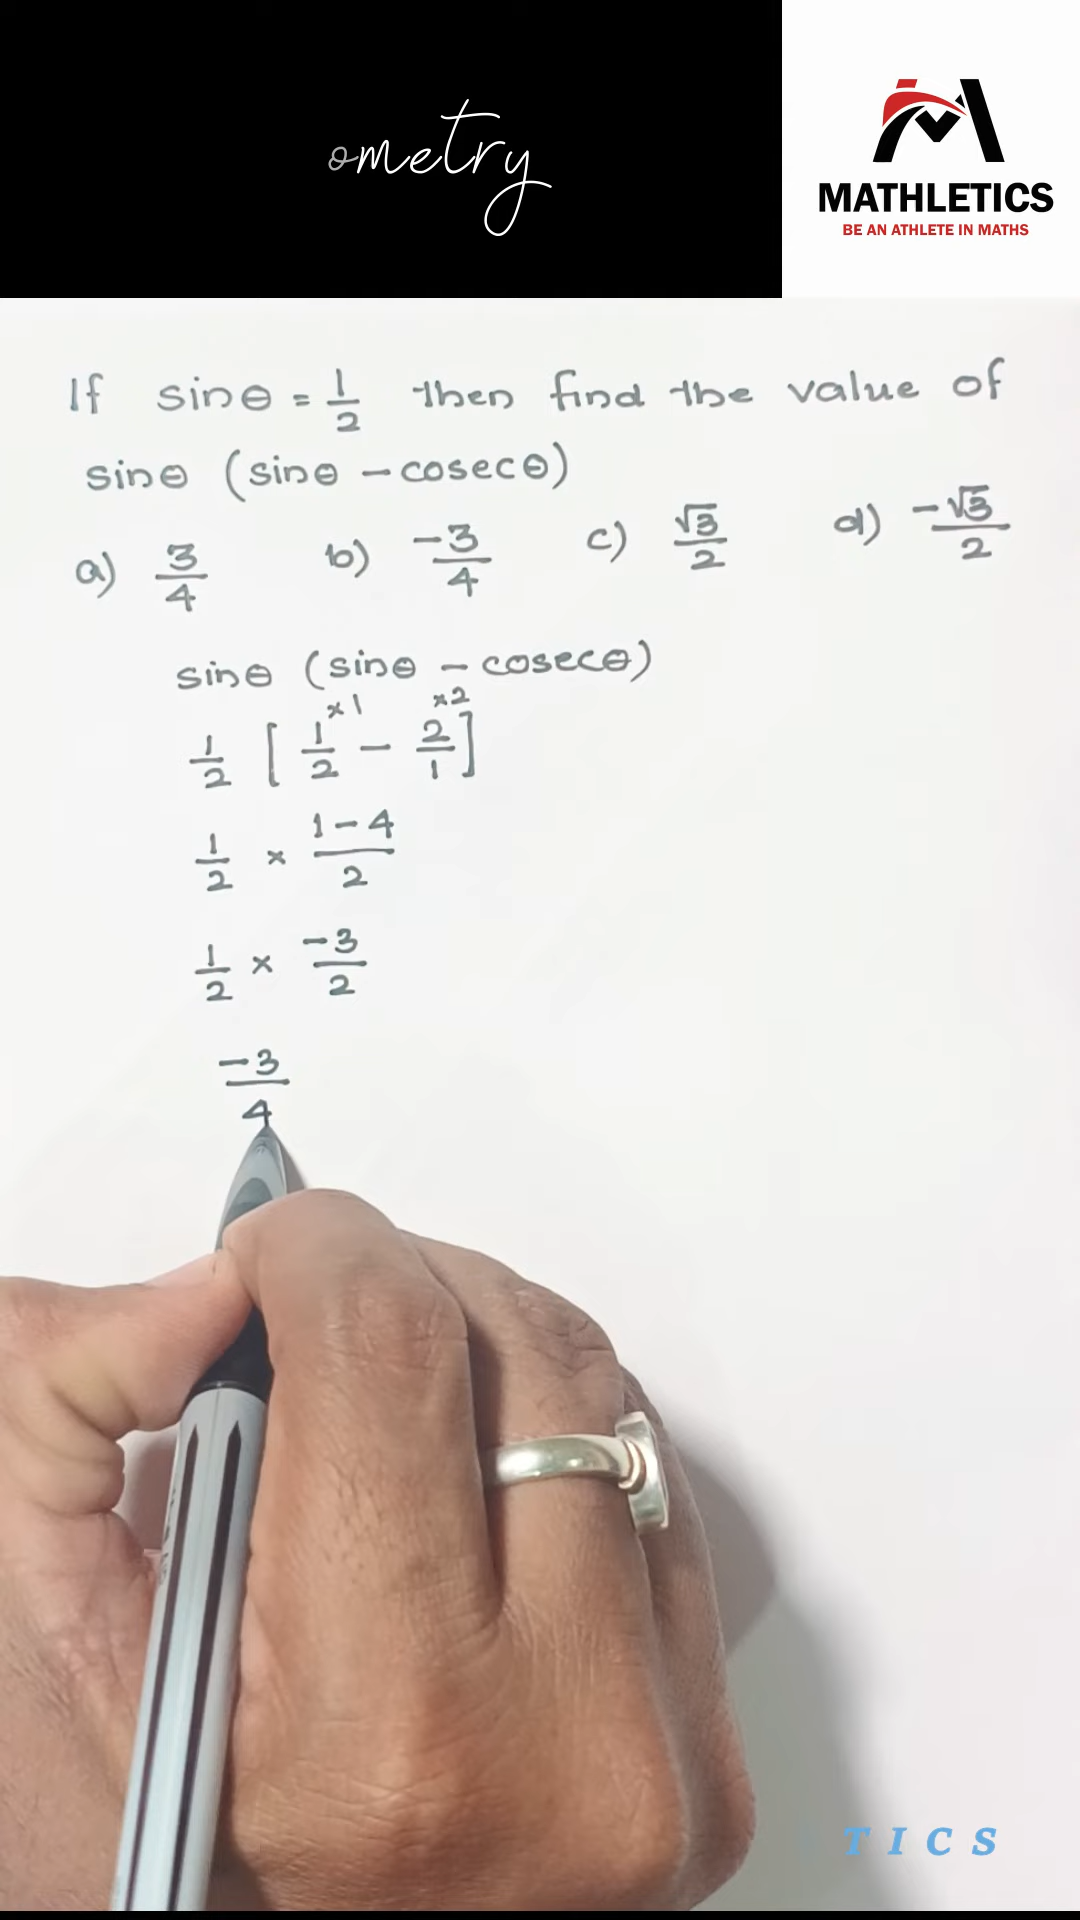 ometry
MATHLETICS
BE AN ATHLETE IN MATHS
If sinθ = 1/2 then find the value of
sinθ (sinθ - cosecθ)
a) 3/4 b) -3/4 c) √3/2 d) -√3/2
sinθ (sinθ - cosecθ)
×1 ×2
1/2 [ 1/2 - 2/1 ]
1/2 × 1-4/2
1/2 × -3/2
-3/4
TICS